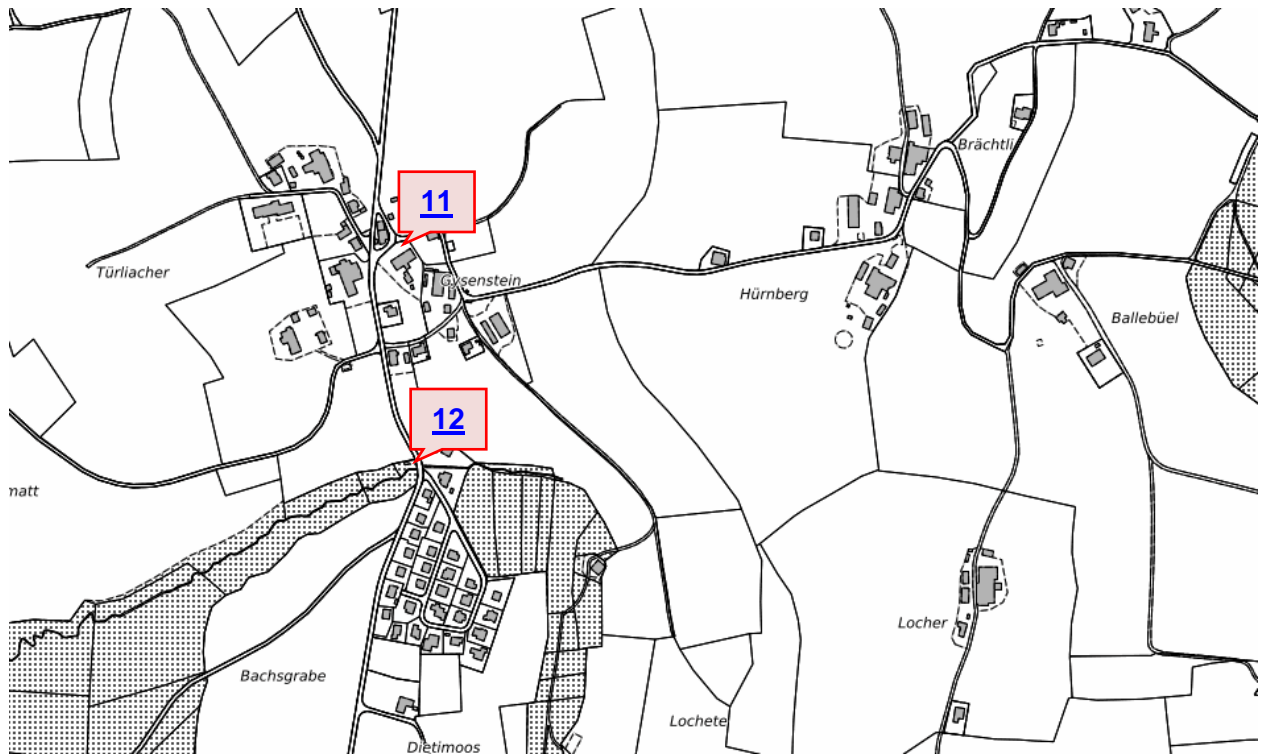 Brächtli
11
Türliacher
Gysenstein
Hürnberg
Ballebüel
12
matt
Locher
Bachsgrabe
Lochete
Dietimoos